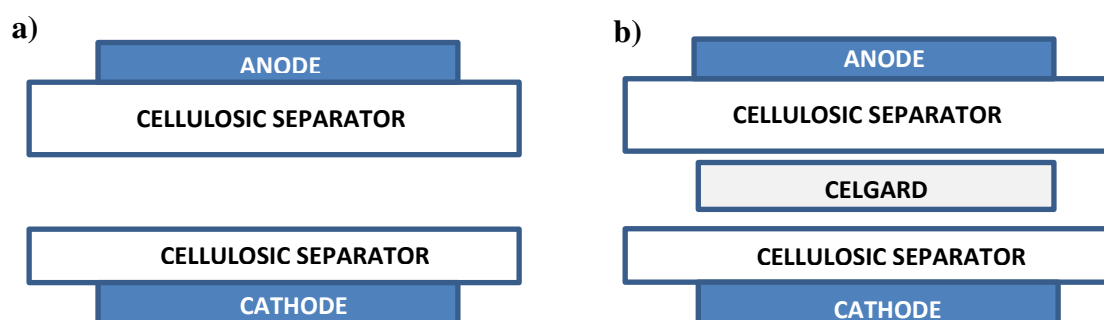 a)
ANODE
CELLULOSIC SEPARATOR
CELLULOSIC SEPARATOR
CATHODE
b)
ANODE
CELLULOSIC SEPARATOR
CELGARD
CELLULOSIC SEPARATOR
CATHODE